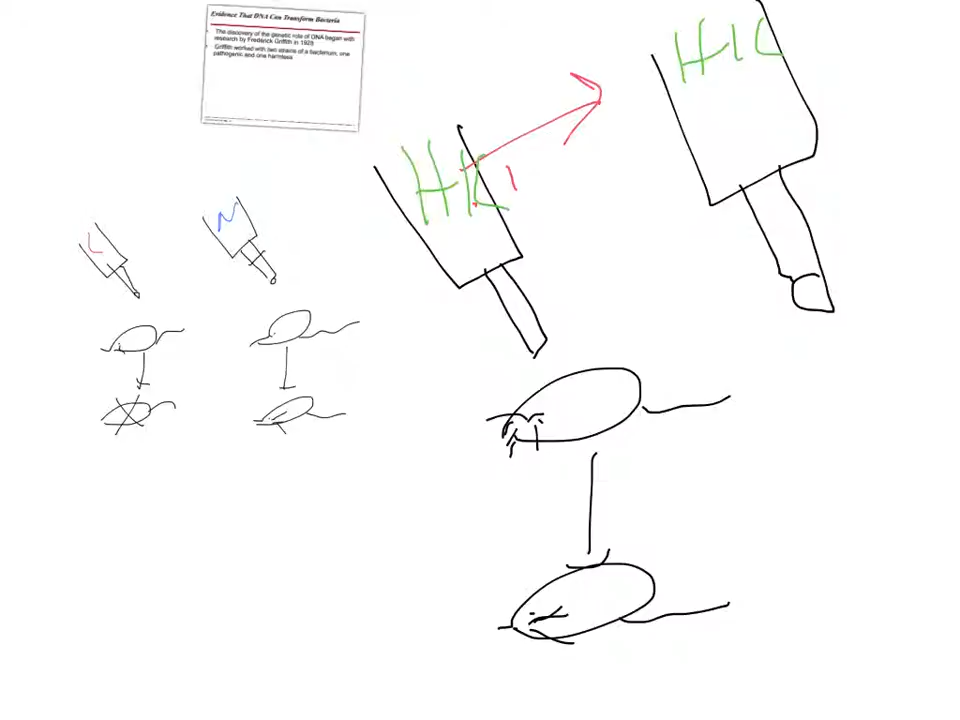 Evidence That DNA Can Transform Bacteria
The discovery of the genetic role of DNA began with
research by Frederick Griffith in 1928
Griffith worked with two strains of a bacterium, one
pathogenic and one harmless
HK
L
N